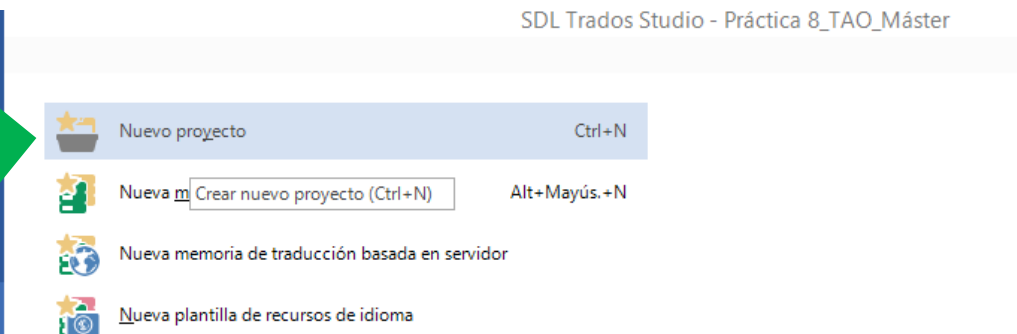 SDL Trados Studio - Práctica 8_TAO_Máster
Nuevo proyecto Ctrl+N
Nueva m Crear nuevo proyecto (Ctrl+N) Alt+Mayús.+N
Nueva memoria de traducción basada en servidor
Nueva plantilla de recursos de idioma